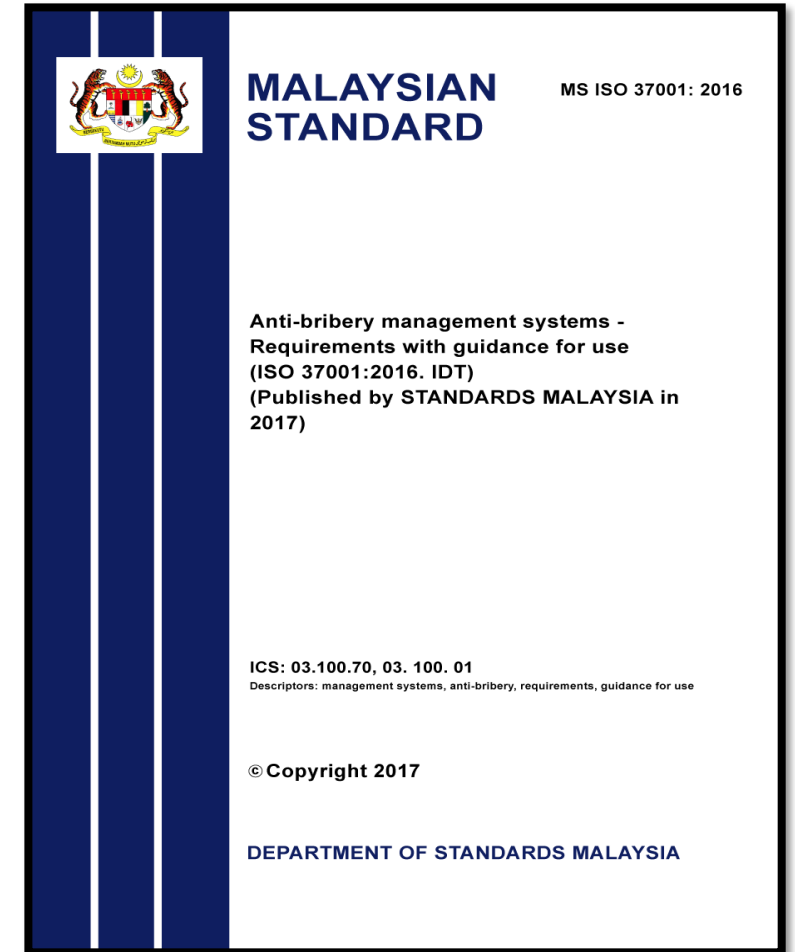 MALAYSIAN
STANDARD
MS ISO 37001: 2016
Anti-bribery management systems -
Requirements with guidance for use
(ISO 37001:2016. IDT)
(Published by STANDARDS MALAYSIA in
2017)
ICS: 03.100.70, 03. 100. 01
Descriptors: management systems, anti-bribery, requirements, guidance for use
© Copyright 2017
DEPARTMENT OF STANDARDS MALAYSIA